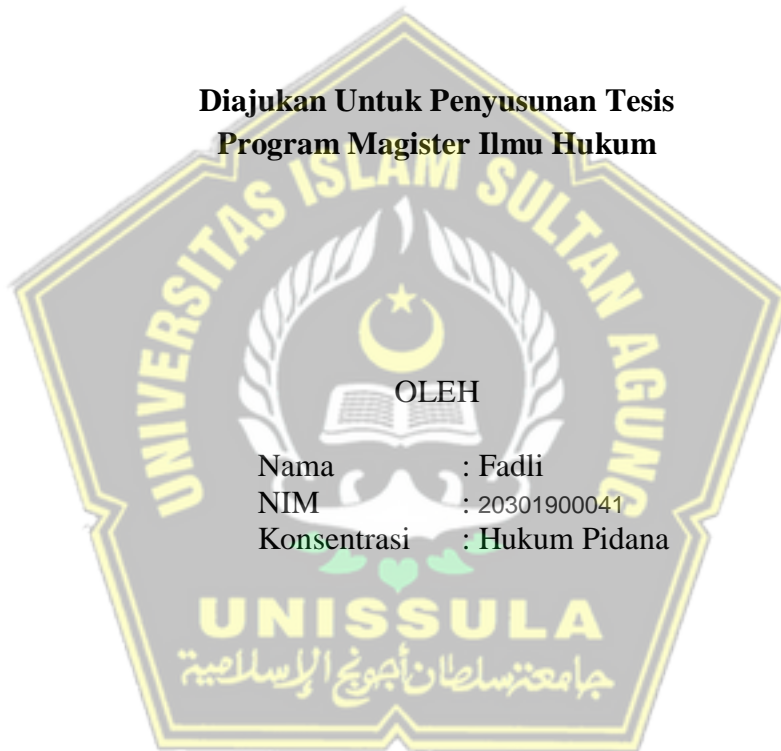 Diajukan Untuk Penyusunan Tesis
Program Magister Ilmu Hukum
UNIVERSITAS ISLAM SULTAN AGUNG
OLEH
Nama : Fadli
NIM : 20301900041
Konsentrasi : Hukum Pidana
UNISSULA
جامعة سلطان أجونج الإسلامية